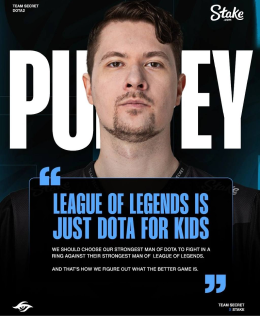 TEAM SECRET
DOTA2
Stake
.com
PU EY
“
LEAGUE OF LEGENDS IS
JUST DOTA FOR KIDS
WE SHOULD CHOOSE OUR STRONGEST MAN OF DOTA TO FIGHT IN A
RING AGAINST THEIR STRONGEST MAN OF LEAGUE OF LEGENDS.
AND THAT'S HOW WE FIGURE OUT WHAT THE BETTER GAME IS.
”
TEAM SECRET
STAKE